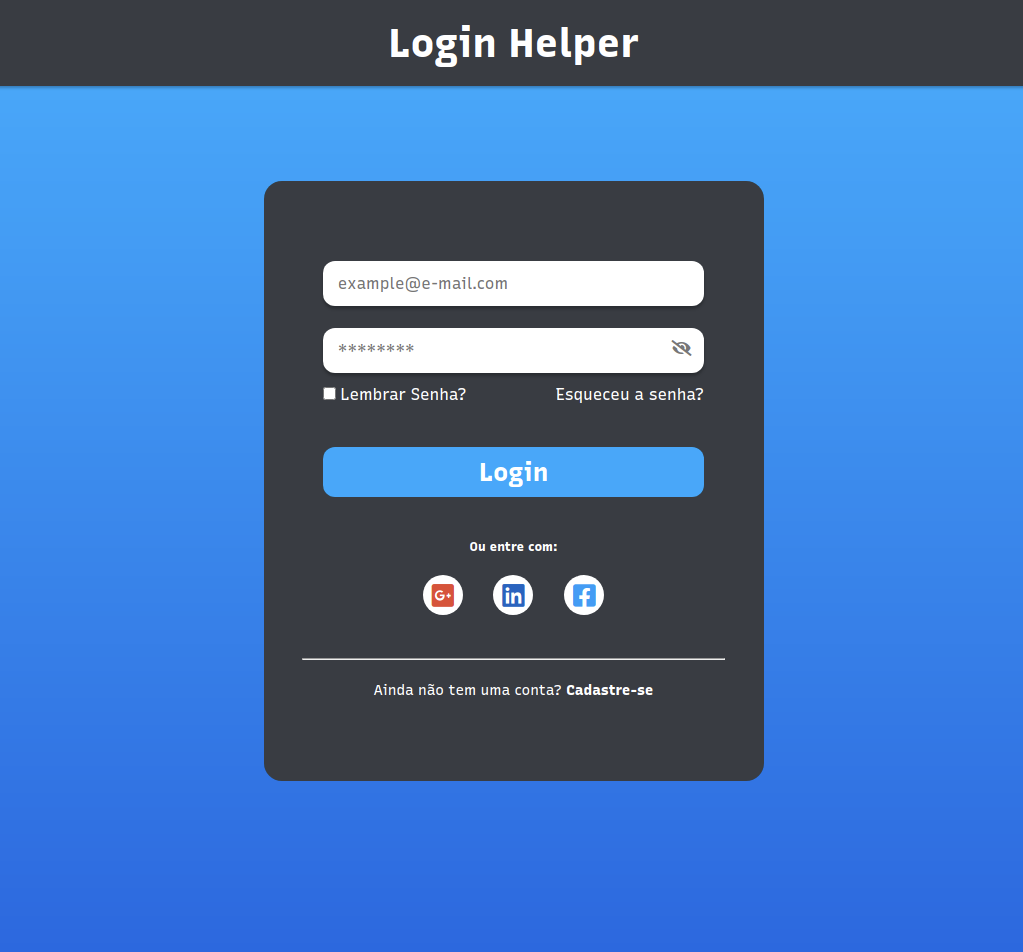 Login Helper
example@e-mail.com
********
Lembrar Senha? Esqueceu a senha?
Login
Ou entre com:
G+ in f
Ainda não tem uma conta? Cadastre-se